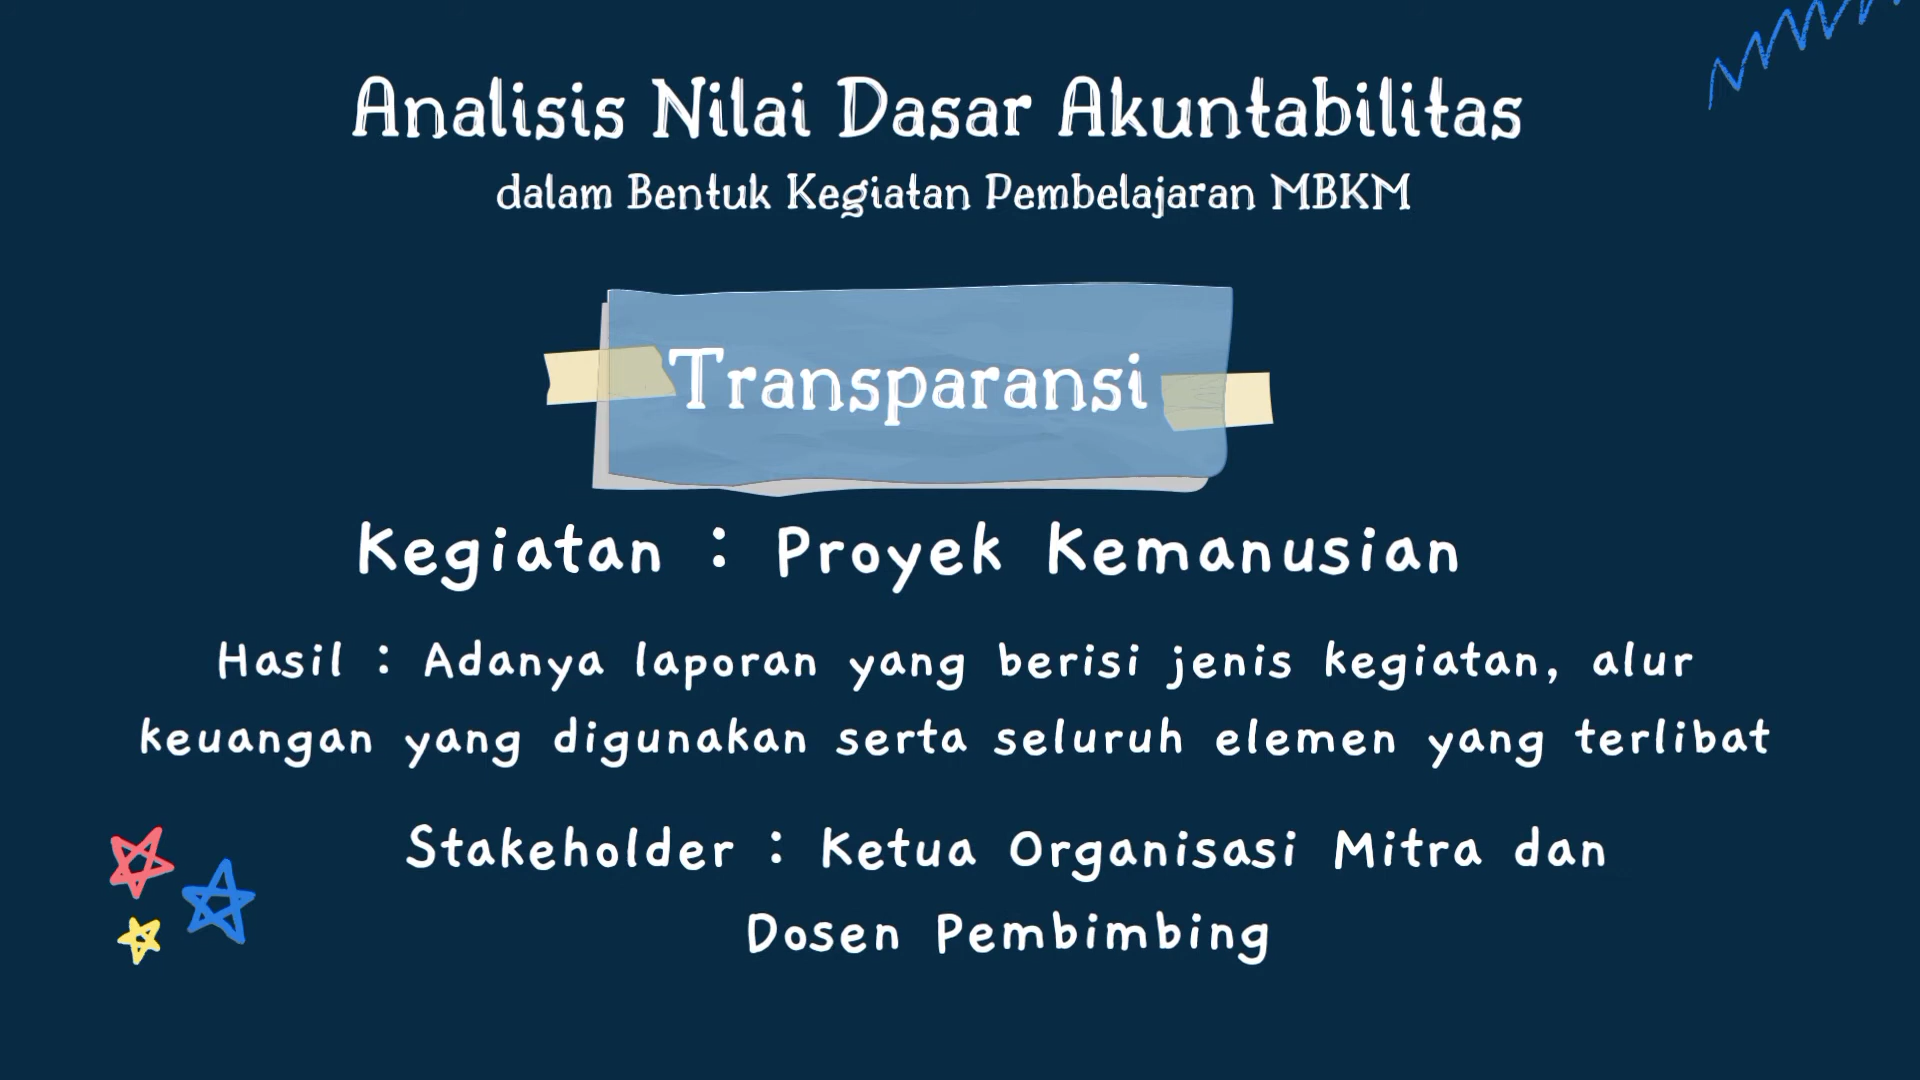 Analisis Nilai Dasar Akuntabilitas
dalam Bentuk Kegiatan Pembelajaran MBKM
Transparansi
Kegiatan : Proyek Kemanusian
Hasil : Adanya laporan yang berisi jenis kegiatan, alur
keuangan yang digunakan serta seluruh elemen yang terlibat
Stakeholder : Ketua Organisasi Mitra dan
Dosen Pembimbing